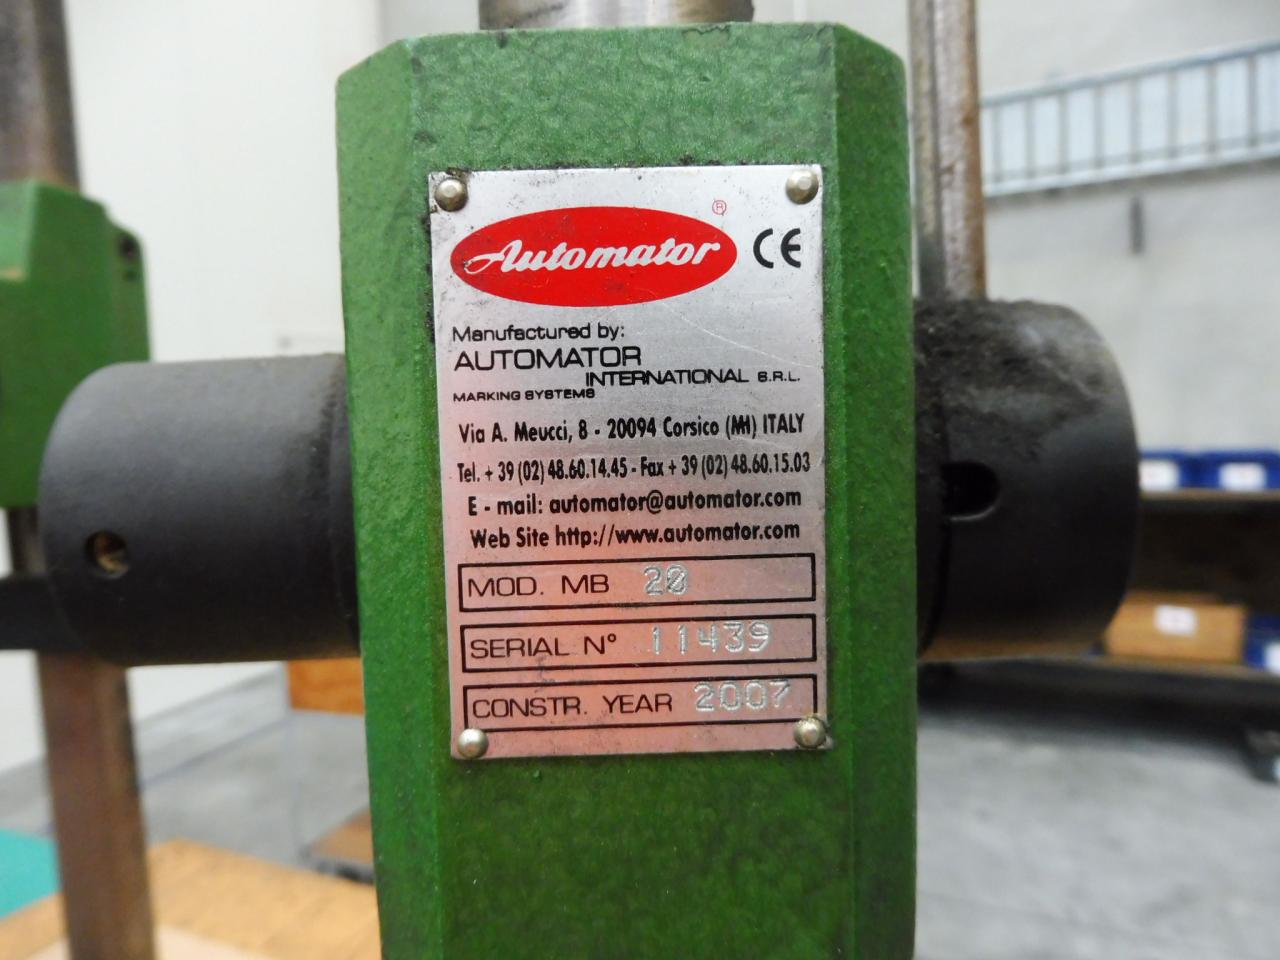 Automator ® CE
Manufactured by:
AUTOMATOR
INTERNATIONAL S.R.L.
MARKING SYSTEMS
Via A. Meucci, 8 - 20094 Corsico (MI) ITALY
Tel. + 39 (02) 48.60.14.45 - Fax + 39 (02) 48.60.15.03
E - mail: automator@automator.com
Web Site http://www.automator.com
MOD. MB 20
SERIAL N° 11439
CONSTR. YEAR 2007